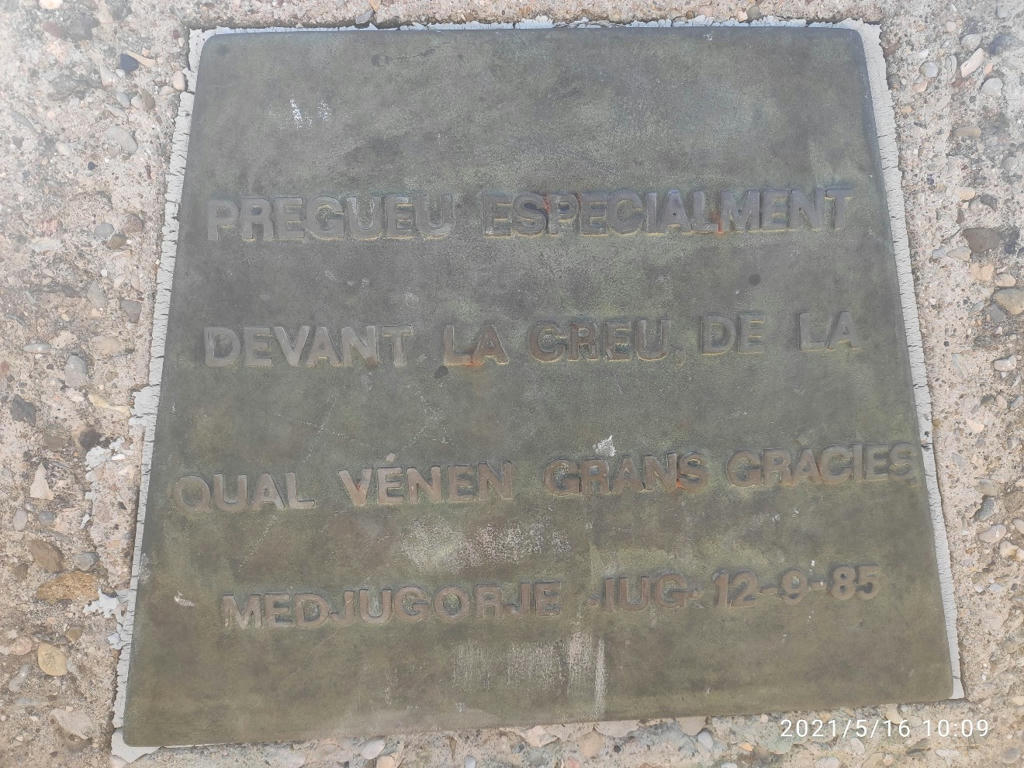 PREGUEU ESPECIALMENT
DEVANT LA CREU, DE LA
QUAL VÉNEN GRANS GRÀCIES
MEDJUGORJE · IUG · 12-9-85
2021/5/16 10:09